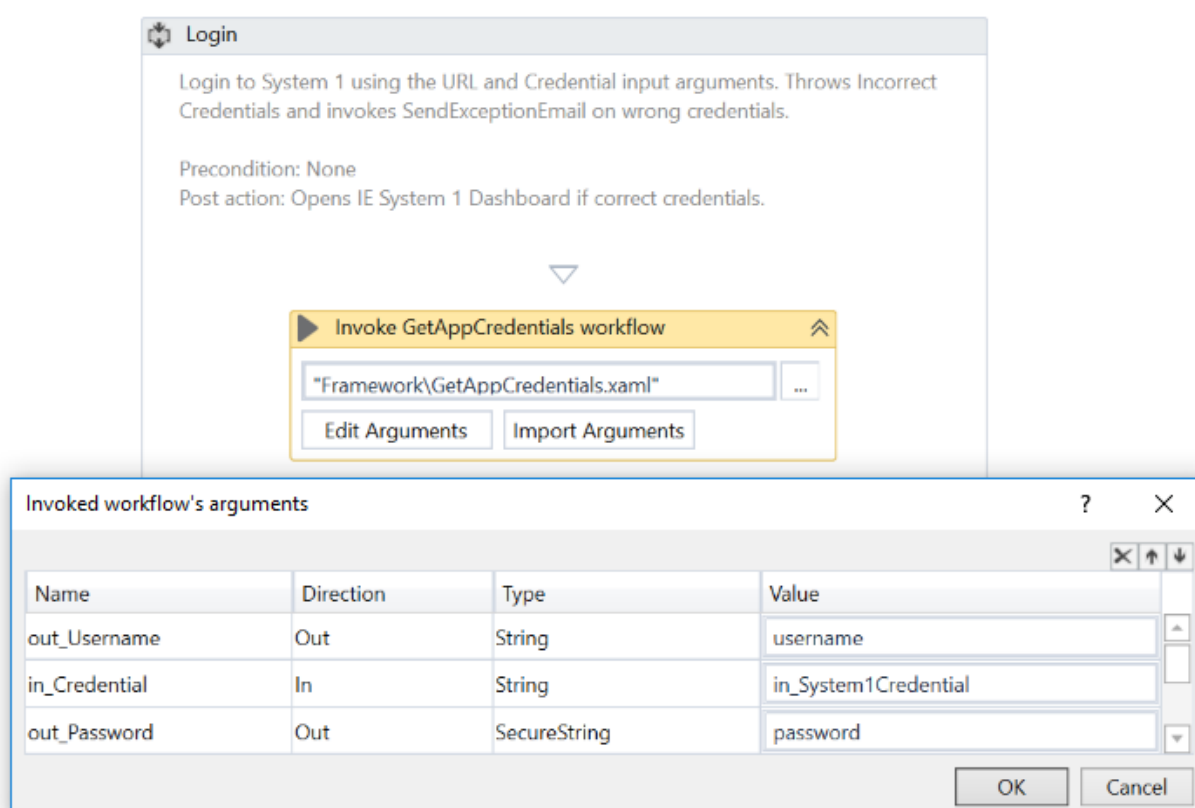 Login
Login to System 1 using the URL and Credential input arguments. Throws Incorrect
Credentials and invokes SendExceptionEmail on wrong credentials.
Precondition: None
Post action: Opens IE System 1 Dashboard if correct credentials.
Invoke GetAppCredentials workflow
"Framework\GetAppCredentials.xaml"
...
Edit Arguments Import Arguments
Invoked workflow's arguments ?
Name Direction Type Value
out_Username Out String username
in_Credential In String in_System1Credential
out_Password Out SecureString password
OK Cancel